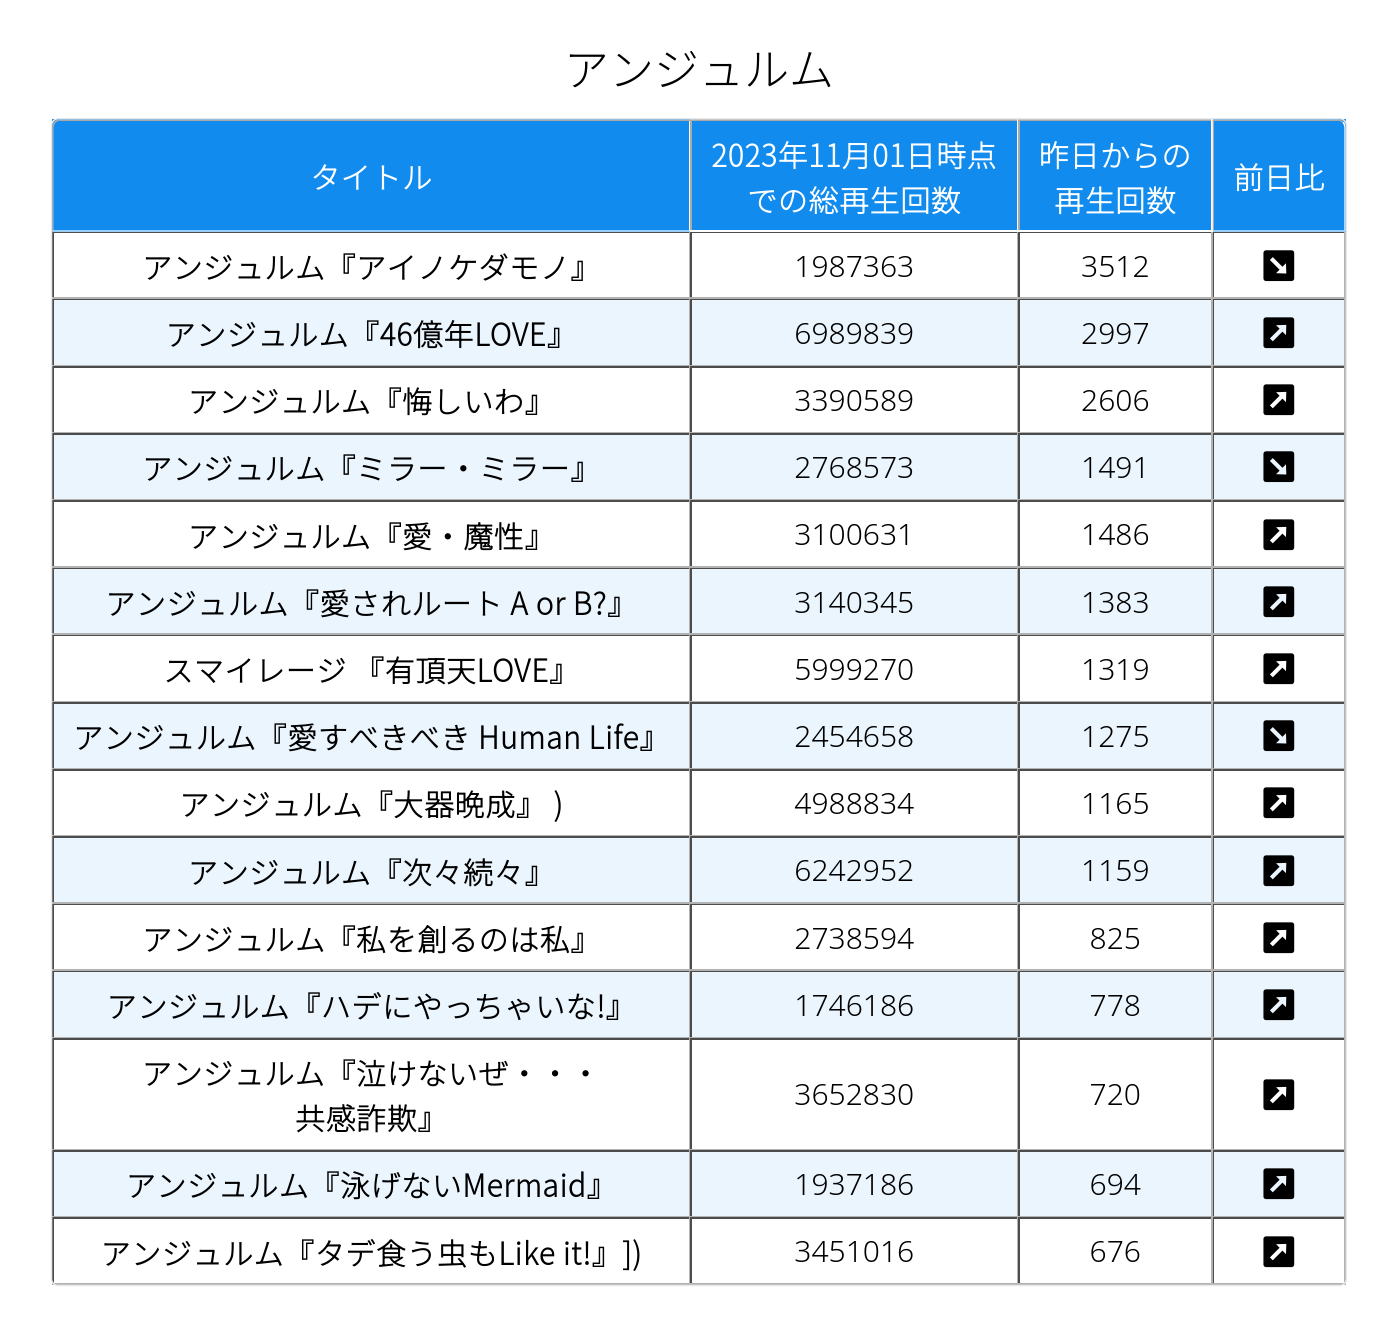 アンジュルム
タイトル
2023年11月01日時点
での総再生回数
昨日からの
再生回数
前日比
アンジュルム『アイノケダモノ』 1987363 3512
アンジュルム『46億年LOVE』 6989839 2997
アンジュルム『悔しいわ』 3390589 2606
アンジュルム『ミラー・ミラー』 2768573 1491
アンジュルム『愛・魔性』 3100631 1486
アンジュルム『愛されルート A or B?』 3140345 1383
スマイレージ 『有頂天LOVE』 5999270 1319
アンジュルム『愛すべきべき Human Life』 2454658 1275
アンジュルム『大器晩成』 ) 4988834 1165
アンジュルム『次々続々』 6242952 1159
アンジュルム『私を創るのは私』 2738594 825
アンジュルム『ハデにやっちゃいな!』 1746186 778
アンジュルム『泣けないぜ・・・
共感詐欺』 3652830 720
アンジュルム『泳げないMermaid』 1937186 694
アンジュルム『タデ食う虫もLike it!』]) 3451016 676